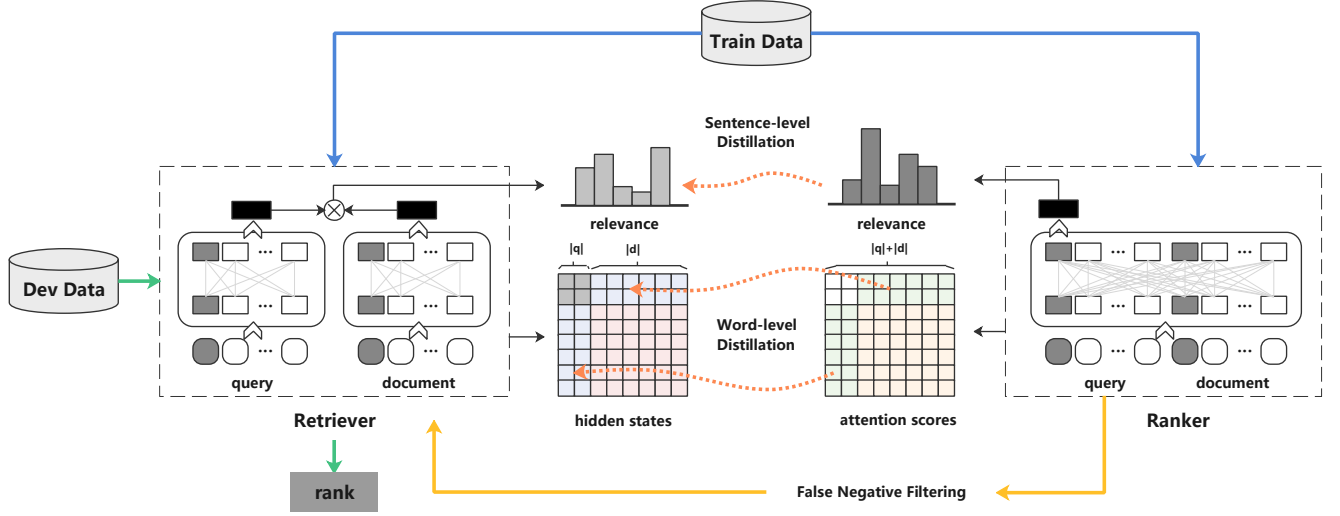 Train Data
Sentence-level
Distillation
relevance
relevance
|q|
|d|
|q|+|d|
Dev Data
...
...
...
...
...
...
...
...
Word-level
Distillation
...
...
...
...
query
document
query
document
hidden states
attention scores
Retriever
Ranker
rank
False Negative Filtering